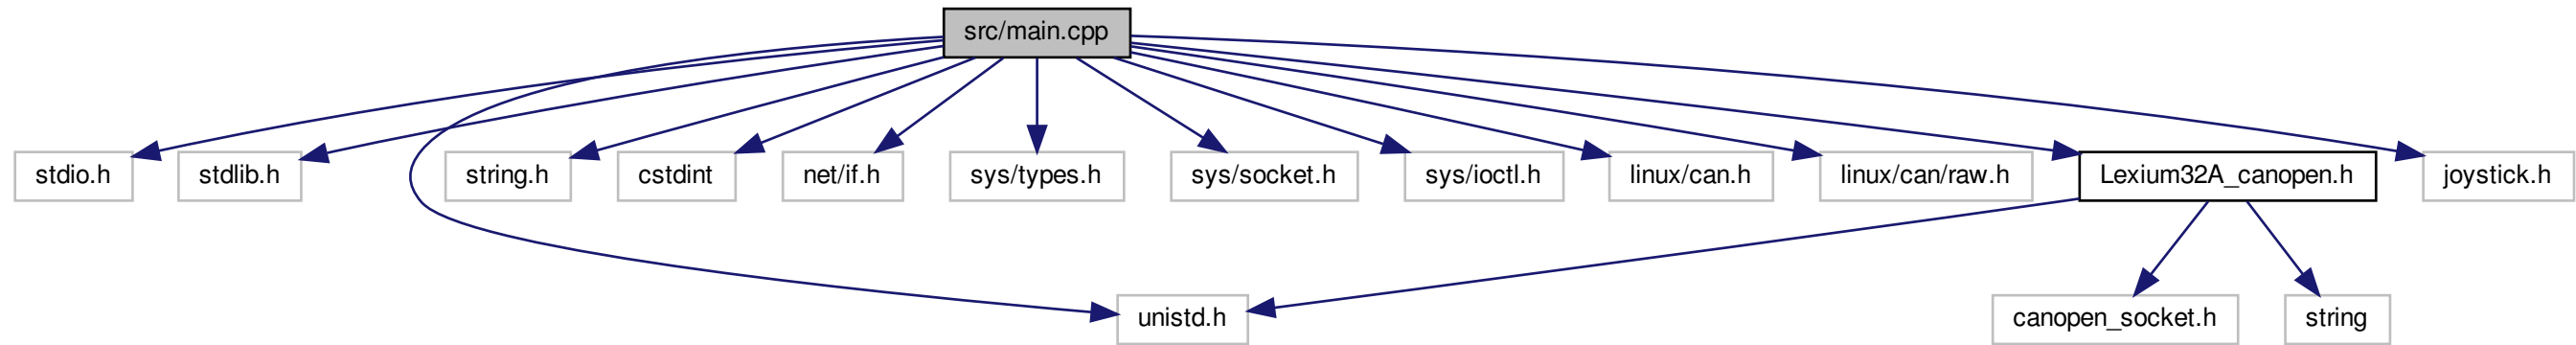 src/main.cpp
stdio.h
stdlib.h
string.h
cstdint
net/if.h
sys/types.h
sys/socket.h
sys/ioctl.h
linux/can.h
linux/can/raw.h
Lexium32A_canopen.h
joystick.h
unistd.h
canopen_socket.h
string